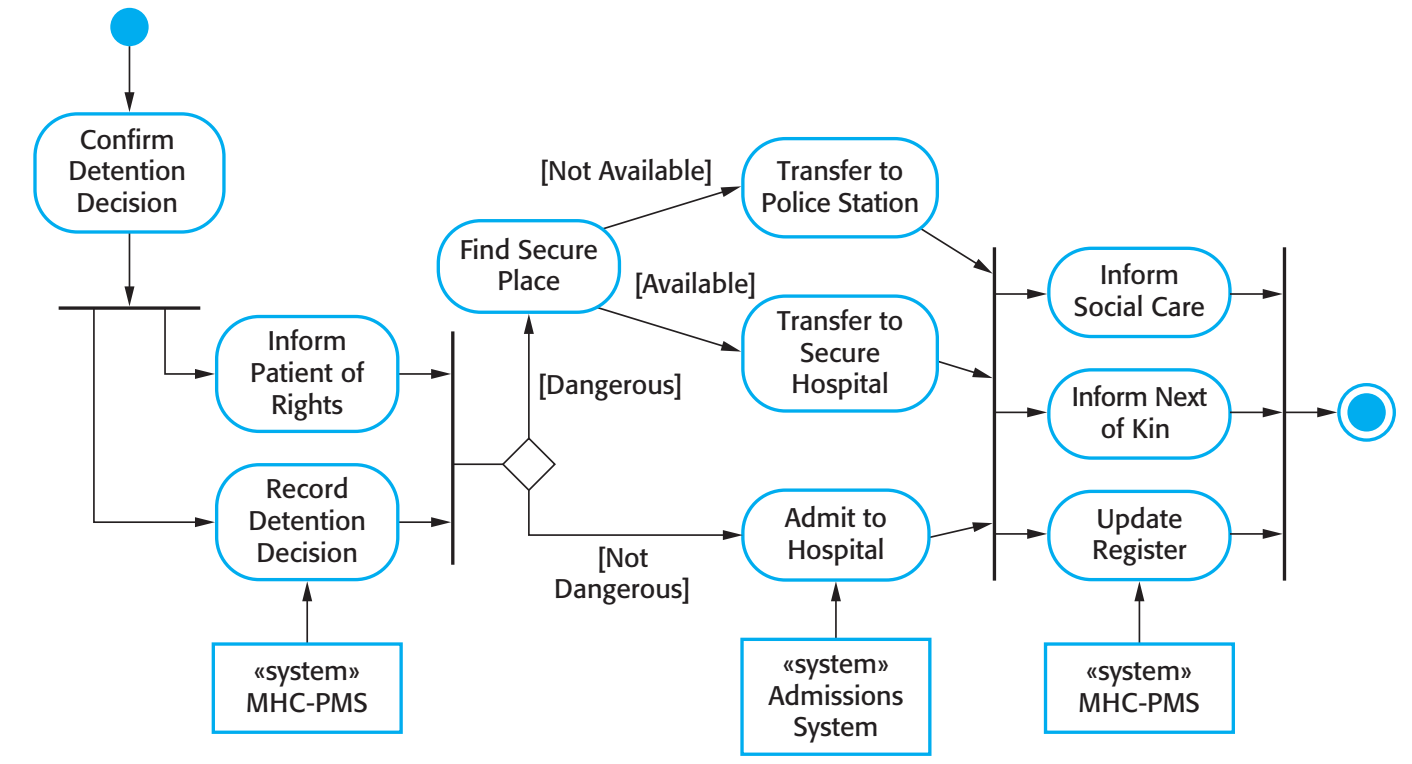 Confirm
Detention
Decision
Inform
Patient of
Rights
Record
Detention
Decision
«system»
MHC-PMS
Find Secure
Place
[Dangerous]
[Not
Dangerous]
[Not Available]
[Available]
Transfer to
Police Station
Transfer to
Secure
Hospital
Admit to
Hospital
«system»
Admissions
System
Inform
Social Care
Inform Next
of Kin
Update
Register
«system»
MHC-PMS